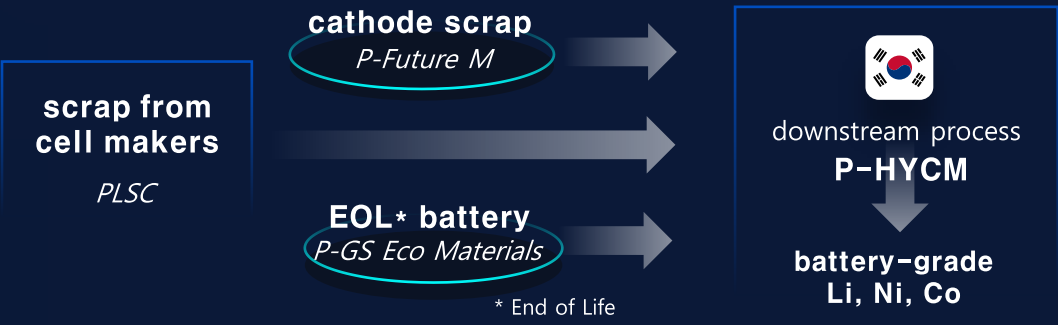 scrap from
cell makers
PLSC
cathode scrap
P-Future M
EOL* battery
P-GS Eco Materials
* End of Life
downstream process
P-HYCM
battery-grade
Li, Ni, Co